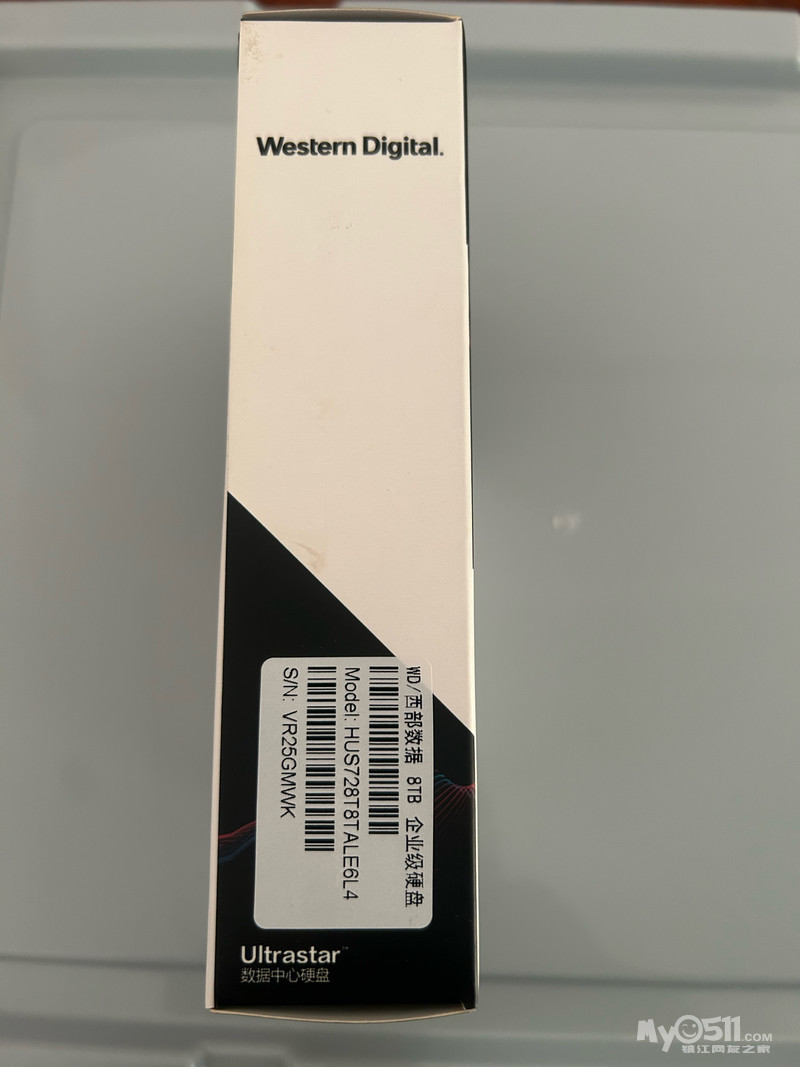 Western Digital.
WD/西部数据 8TB 企业级硬盘
Model: HUS728T8TALE6L4
S/N: VR25GMWK
Ultrastar™
数据中心硬盘
My0511.COM
镇江网友之家